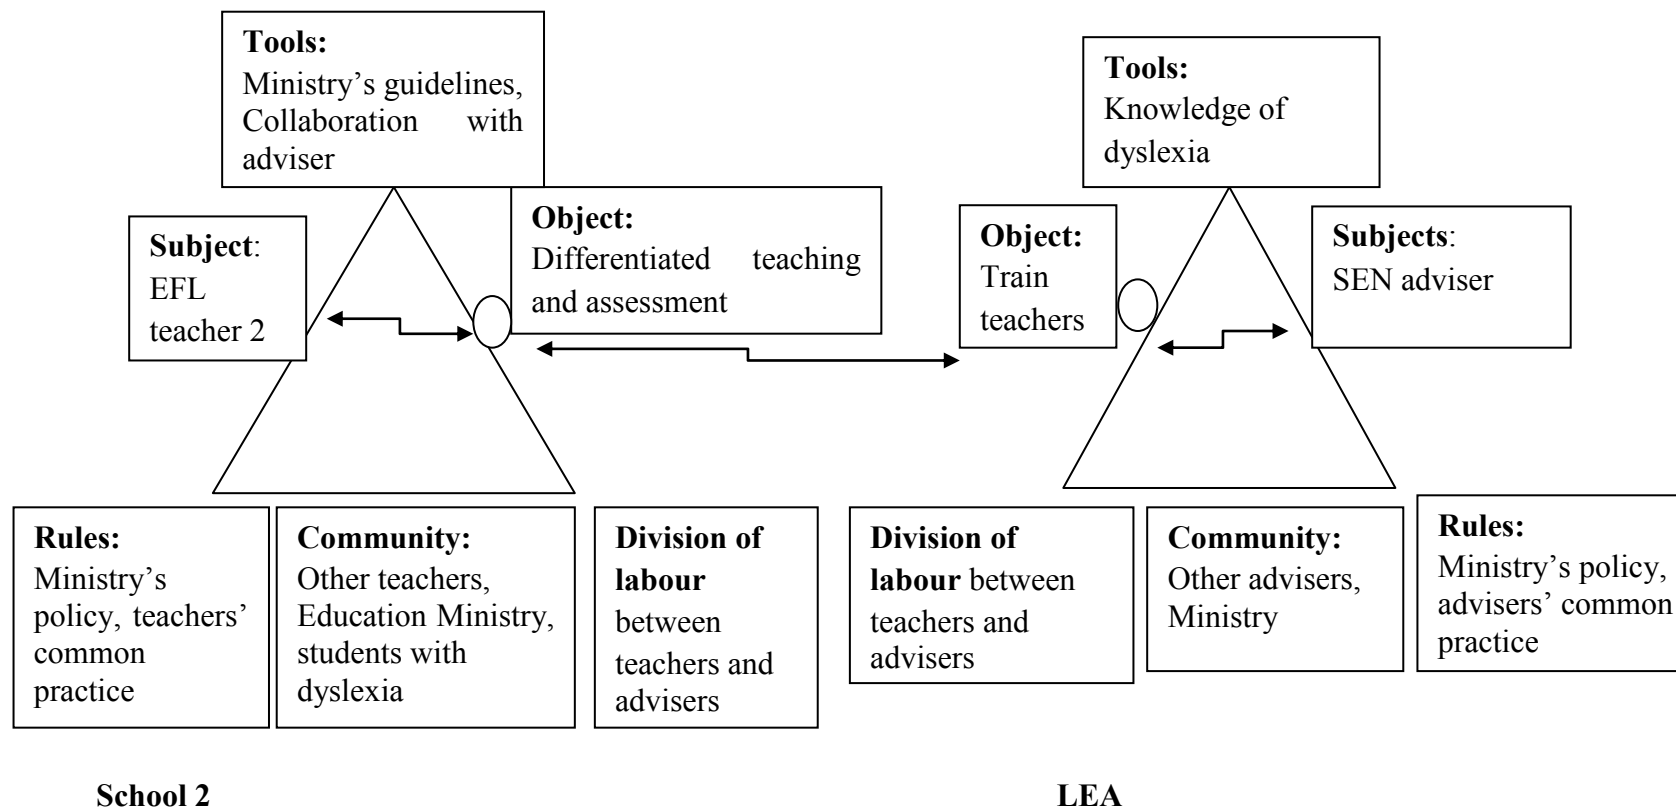 Tools:
Ministry’s guidelines,
Collaboration with
adviser
Tools:
Knowledge of
dyslexia
Subject:
EFL
teacher 2
Object:
Differentiated teaching
and assessment
Object:
Train
teachers
Subjects:
SEN adviser
Rules:
Ministry’s
policy, teachers’
common
practice
Community:
Other teachers,
Education Ministry,
students with
dyslexia
Division of
labour
between
teachers and
advisers
Division of
labour between
teachers and
advisers
Community:
Other advisers,
Ministry
Rules:
Ministry’s policy,
advisers’ common
practice
School 2
LEA